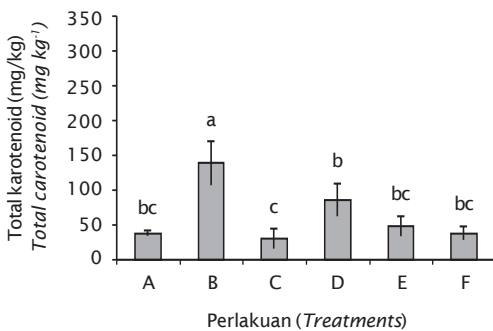 Total karotenoid (mg/kg)
Total carotenoid (mg kg⁻¹)
350
300
250
200
150
100
50
0
bc
a
c
b
bc
bc
A B C D E F
Perlakuan (Treatments)